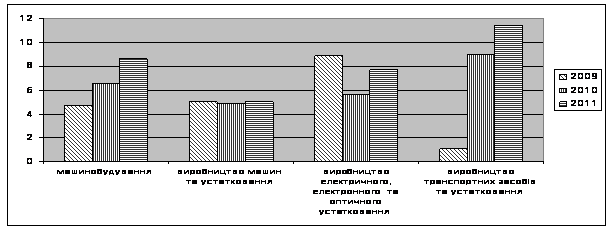 12
10
8
6
4
2
0
машинобудування
виробництво машин
та устатковання
виробництво
електричного,
електронного та
оптичного
устатковання
виробництво
транспортних засобів
та устатковання
2009
2010
2011